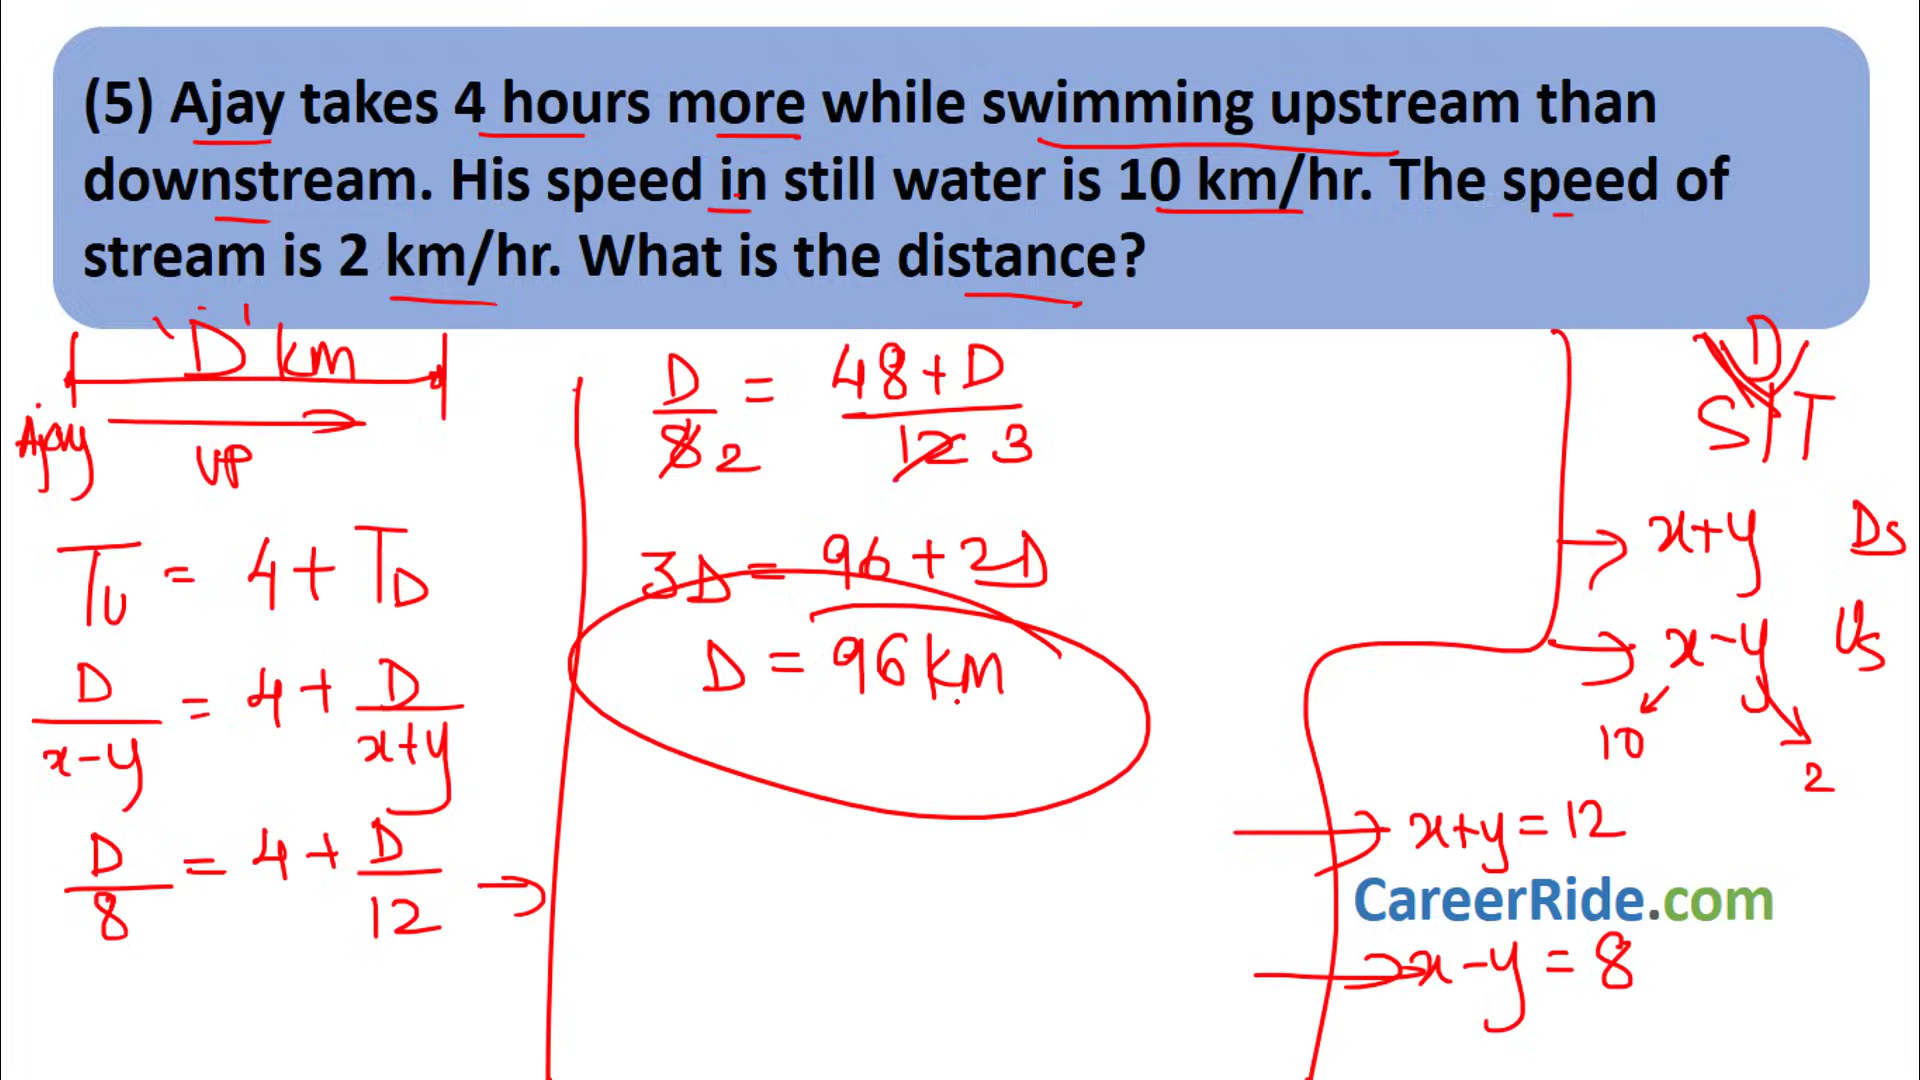 (5) Ajay takes 4 hours more while swimming upstream than
downstream. His speed in still water is 10 km/hr. The speed of
stream is 2 km/hr. What is the distance?
'D' km
Ajay
UP
T_U = 4 + T_D
D/(x-y) = 4 + D/(x+y)
D/8 = 4 + D/12
D/8 2 = (48+D)/12 3
3D = 96 + 2D
D = 96 km
D
S T
x+y Ds
x-y Us
10
2
x+y = 12
CareerRide.com
x-y = 8